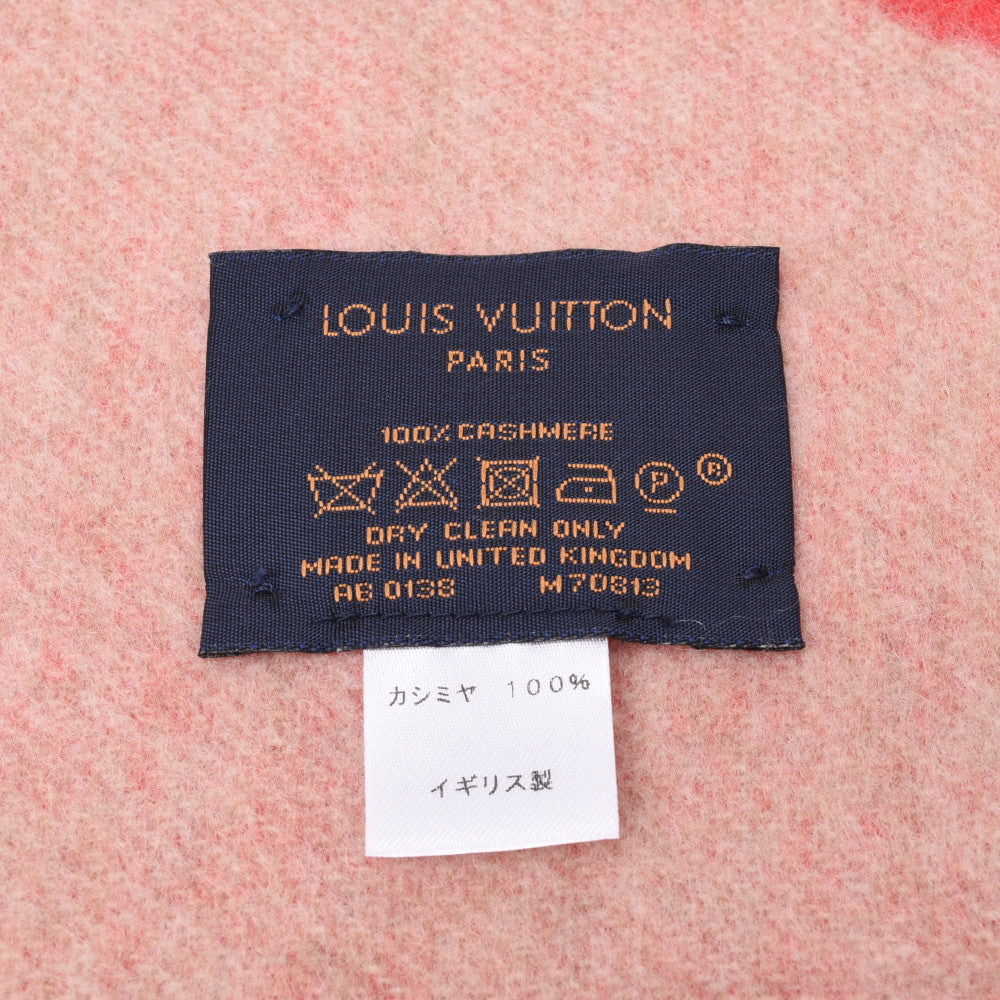 LOUIS VUITTON
PARIS
100% CASHMERE
P ®
DRY CLEAN ONLY
MADE IN UNITED KINGDOM
AB 0138 M70813
カシミヤ 100%
イギリス製